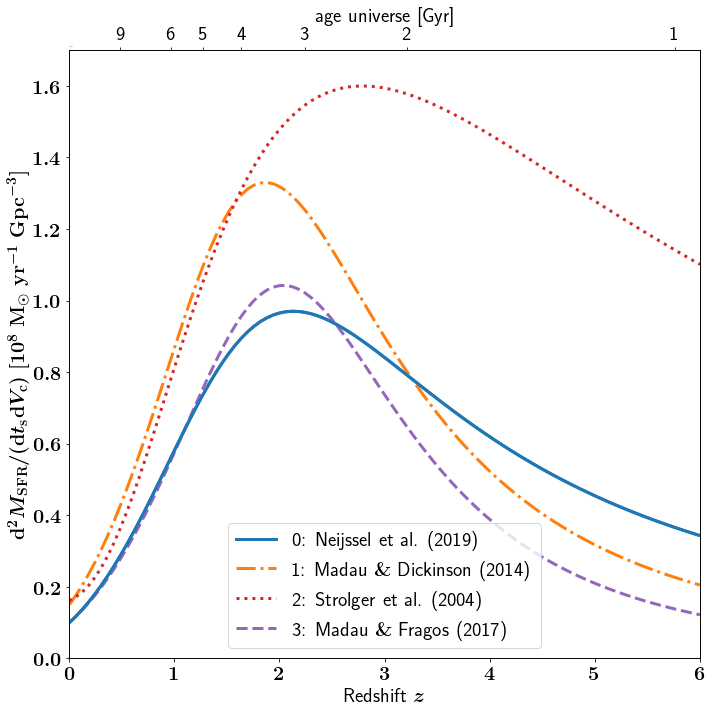 age universe [Gyr]
9 6 5 4 3 2 1
d²M_SFR/(dt_s dV_c) [10⁸ M_⊙ yr⁻¹ Gpc⁻³]
1.6
1.4
1.2
1.0
0.8
0.6
0.4
0.2
0.0
0: Neijssel et al. (2019)
1: Madau & Dickinson (2014)
2: Strolger et al. (2004)
3: Madau & Fragos (2017)
0 1 2 3 4 5 6
Redshift z